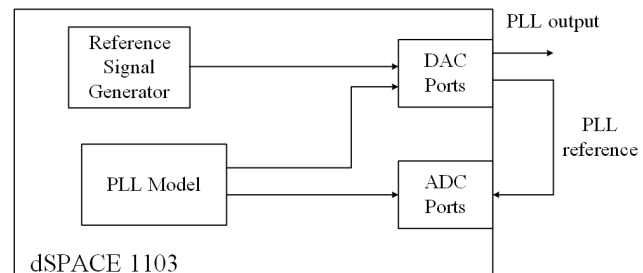 PLL output
Reference
Signal
Generator
DAC
Ports
PLL
reference
PLL Model
ADC
Ports
dSPACE 1103